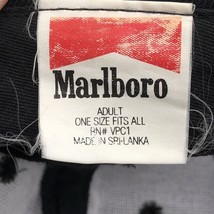 Marlboro
ADULT
ONE SIZE FITS ALL
RN# VPC1
MADE IN SRI-LANKA